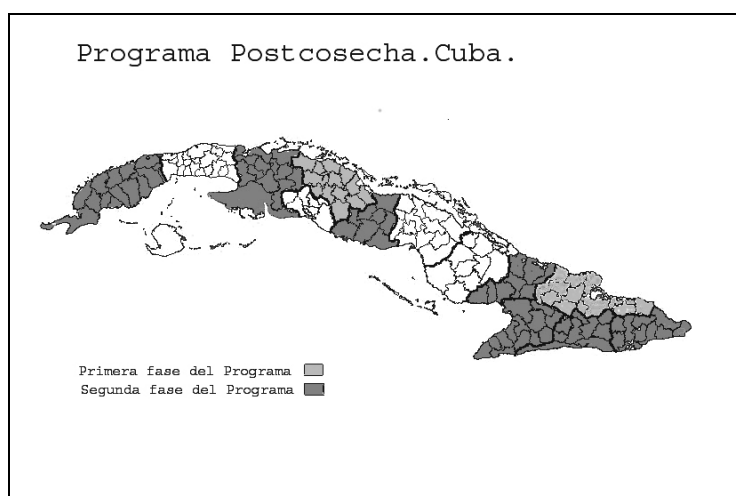 Programa Postcosecha.Cuba.
Primera fase del Programa
Segunda fase del Programa